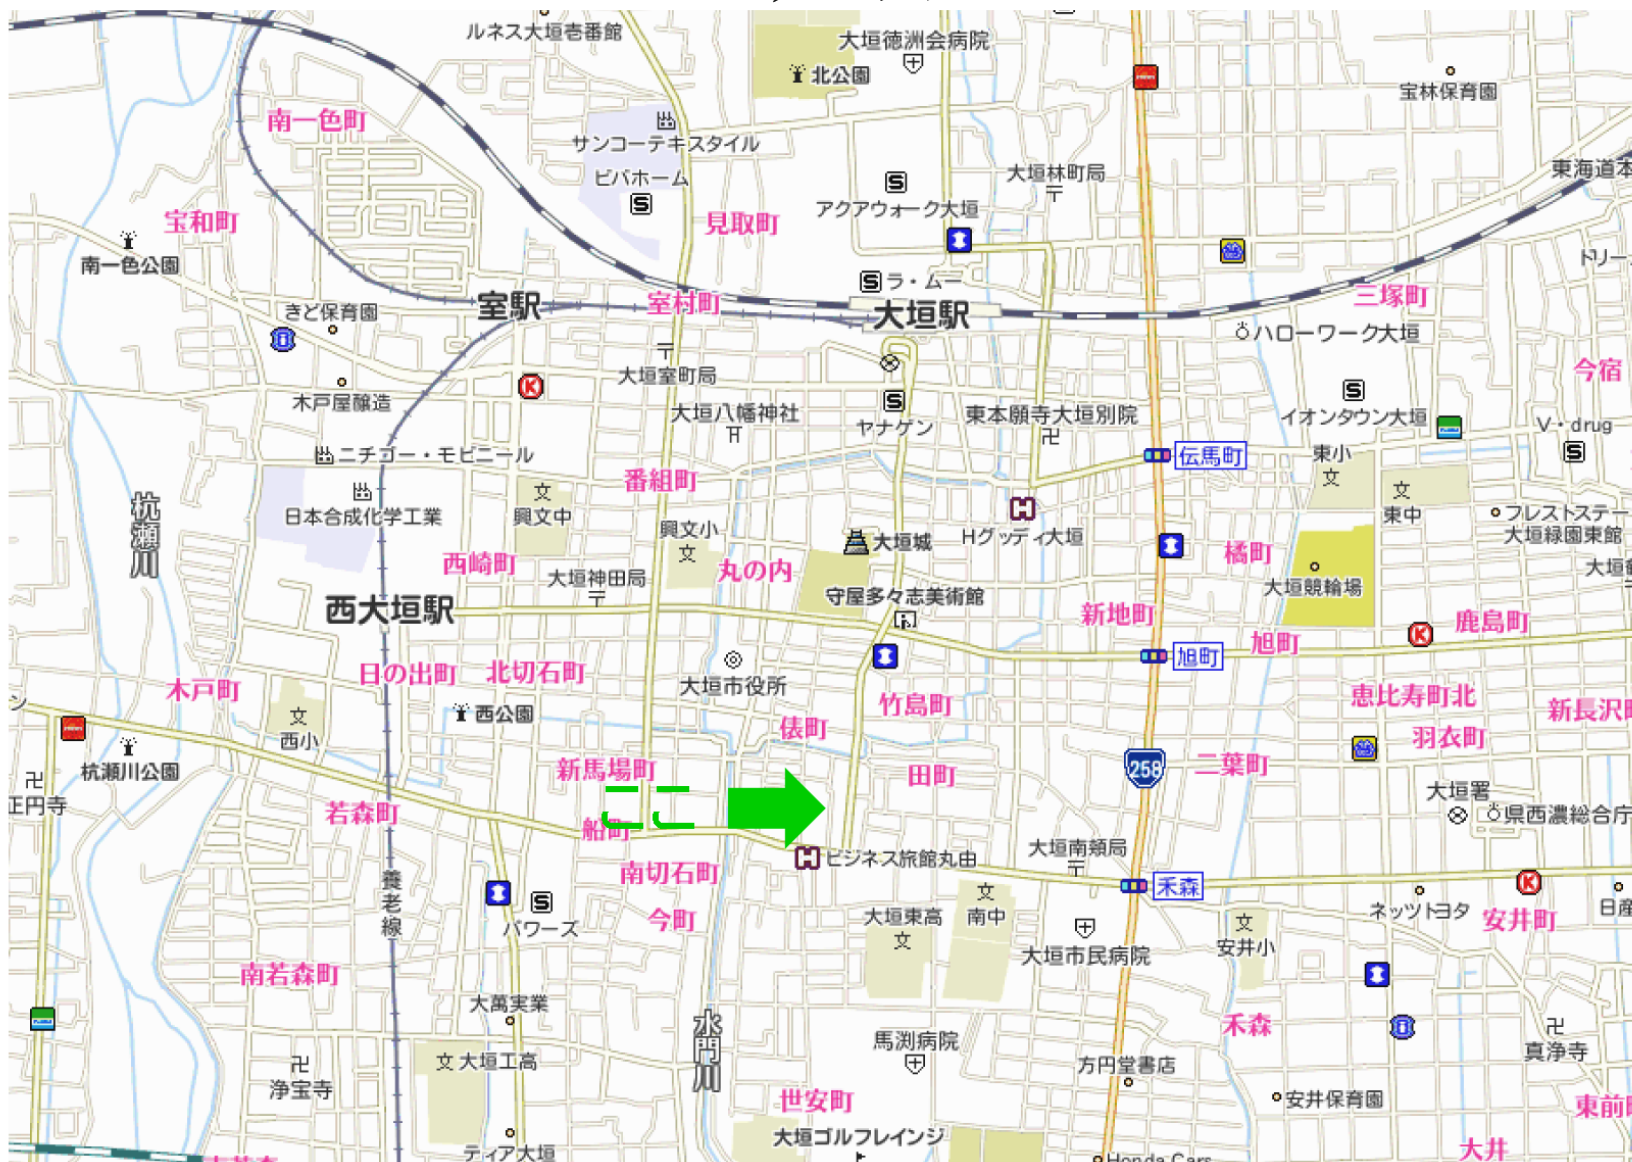 ルネス大垣壱番館
大垣徳洲会病院
北公園
宝林保育園
南一色町
サンコーテキスタイル
ビバホーム
大垣林町局
東海道本
アクアウォーク大垣
宝和町
見取町
南一色公園
ドリー
ラ・ムー
室駅
室村町
大垣駅
三塚町
きど保育園
ハローワーク大垣
大垣室町局
今宿
木戸屋醸造
大垣八幡神社
ヤナゲン
東本願寺大垣別院
イオンタウン大垣
V・drug
ニチゴー・モビニール
伝馬町
東小
番組町
杭瀬川
日本合成化学工業
興文中
興文小
東中
フレストステー
大垣緑園東館
大垣城
Hグッディ大垣
橘町
西崎町
大垣神田局
丸の内
大垣競輪場
守屋多々志美術館
西大垣駅
新地町
鹿島町
旭町
旭町
日の出町
北切石町
大垣市役所
木戸町
竹島町
恵比寿町北
新長沢町
ン
西公園
俵町
西小
羽衣町
杭瀬川公園
新馬場町
田町
258
二葉町
大垣署
正円寺
若森町
船町
県西濃総合庁
ビジネス旅館丸由
大垣南頬局
南切石町
禾森
養老線
今町
大垣東高
南中
ネッツトヨタ
日産
安井町
パワーズ
大垣市民病院
安井小
南若森町
大萬実業
水門川
禾森
馬渕病院
真浄寺
大垣工高
方円堂書店
浄宝寺
世安町
安井保育園
東前町
大垣ゴルフレインジ
ティア大垣
大井
Honda Cars